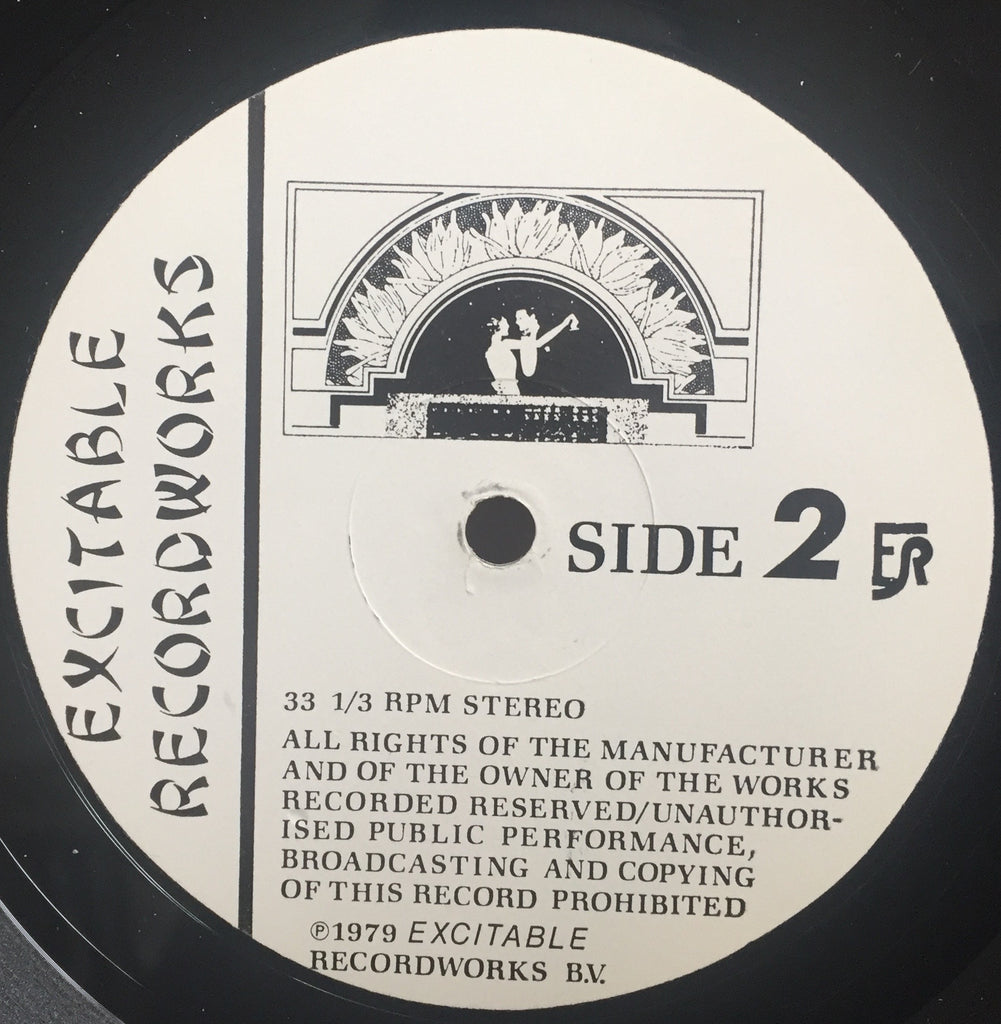 EXCITABLE
RECORDWORKS
SIDE 2 EJR
33 1/3 RPM STEREO
ALL RIGHTS OF THE MANUFACTURER
AND OF THE OWNER OF THE WORKS
RECORDED RESERVED/UNAUTHOR-
ISED PUBLIC PERFORMANCE,
BROADCASTING AND COPYING
OF THIS RECORD PROHIBITED
℗1979 EXCITABLE
RECORDWORKS B.V.